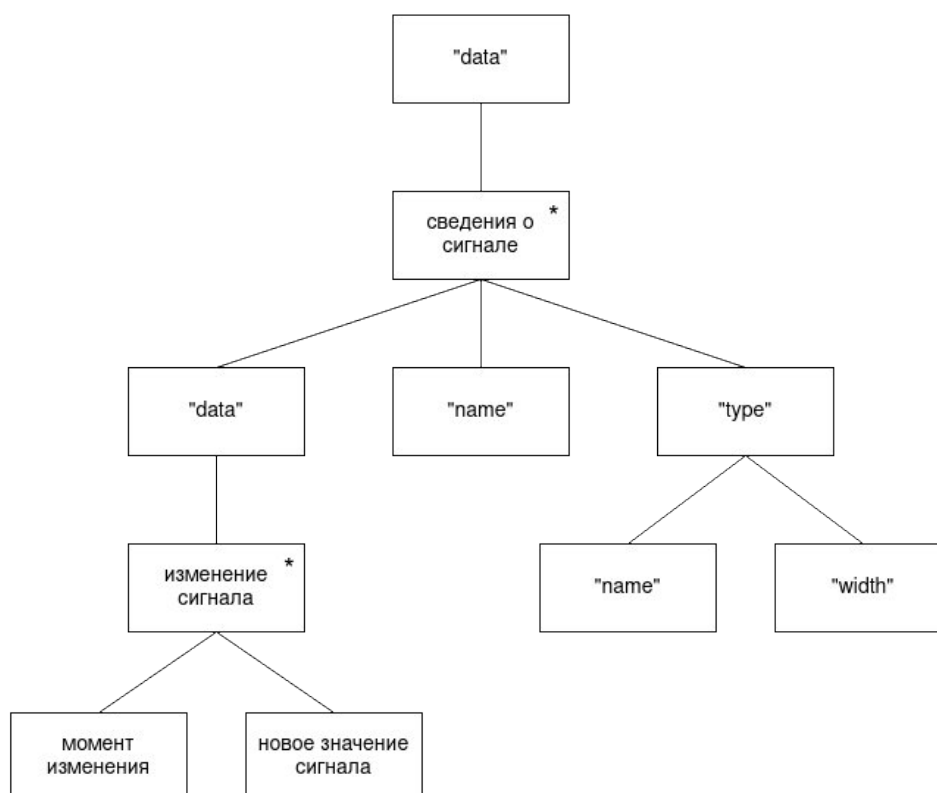 "data"
сведения о *
сигнале
"data"
"name"
"type"
изменение *
сигнала
"name"
"width"
момент
изменения
новое значение
сигнала